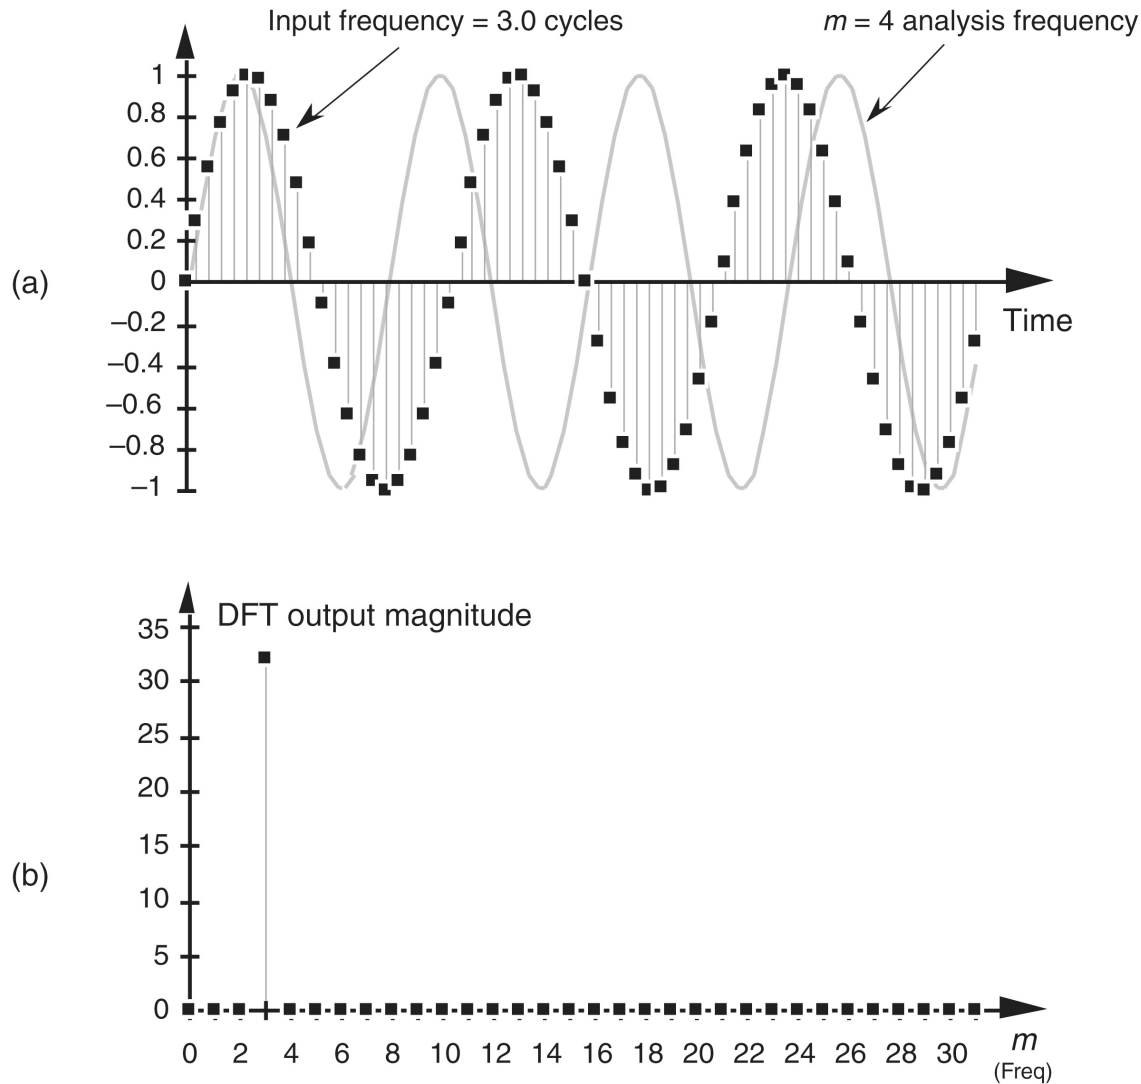 Input frequency = 3.0 cycles
m = 4 analysis frequency
1
0.8
0.6
0.4
0.2
0
–0.2
–0.4
–0.6
–0.8
–1
(a)
Time
DFT output magnitude
35
30
25
20
15
10
5
0
(b)
0 2 4 6 8 10 12 14 16 18 20 22 24 26 28 30
m
(Freq)